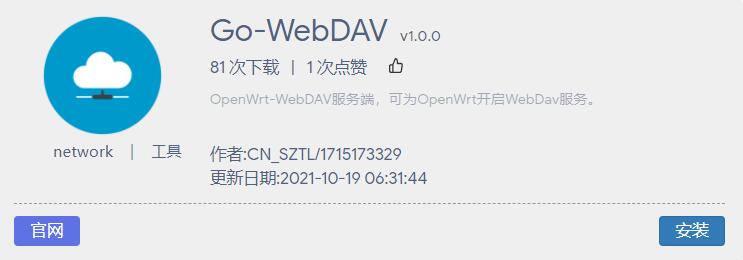 Go-WebDAV v1.0.0
81 次下载 | 1 次点赞
OpenWrt-WebDAV服务端，可为OpenWrt开启WebDav服务。
network | 工具
作者:CN_SZTL/1715173329
更新日期:2021-10-19 06:31:44
官网
安装